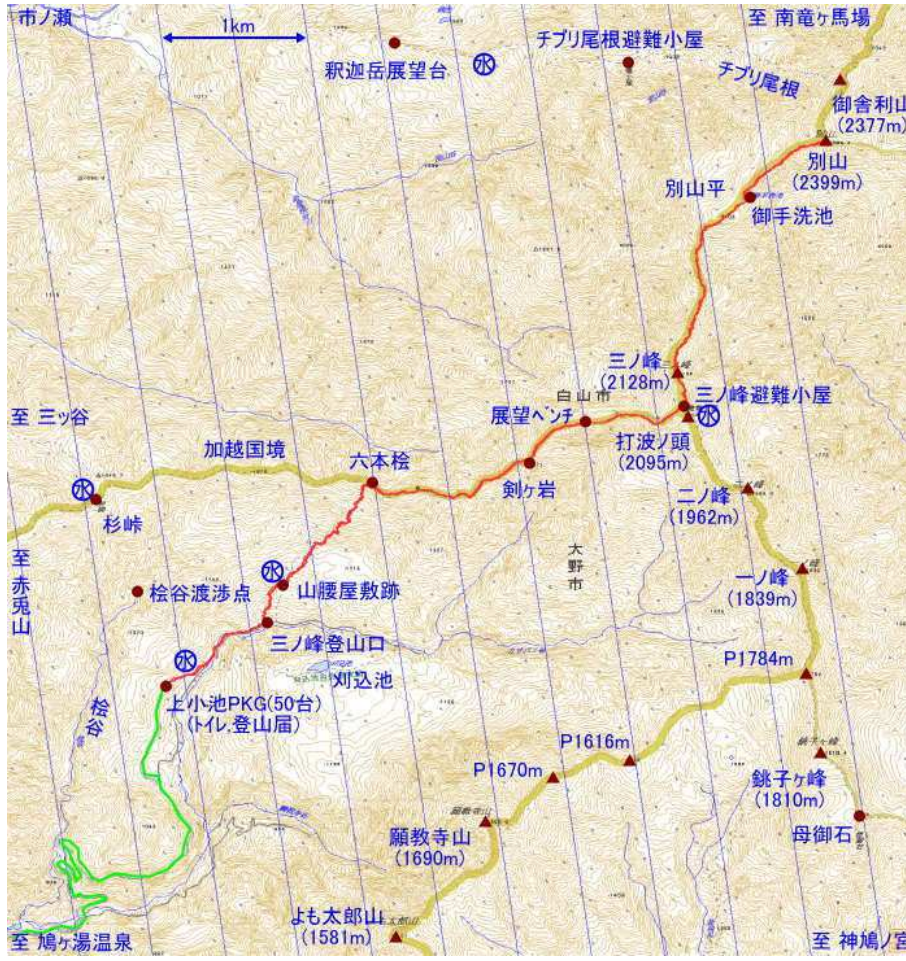 市ノ瀬
1km
至 南竜ヶ馬場
釈迦岳展望台
水
チブリ尾根避難小屋
チブリ尾根
御舎利山
(2377m)
別山
(2399m)
別山平
御手洗池
三ノ峰
(2128m)
三ノ峰避難小屋
水
白山市
展望ベンチ
打波ノ頭
(2095m)
至 三ッ谷
加越国境
六本桧
剣ヶ岩
二ノ峰
(1962m)
水
杉峠
大野市
至 赤兎山
水
山腰屋敷跡
桧谷渡渉点
一ノ峰
(1839m)
三ノ峰登山口
水
刈込池
P1784m
上小池PKG(50台)
(トイレ,登山届)
桧谷
P1616m
P1670m
銚子ヶ峰
(1810m)
願教寺山
(1690m)
母御石
よも太郎山
(1581m)
至 鳩ヶ湯温泉
至 神鳩ノ宮